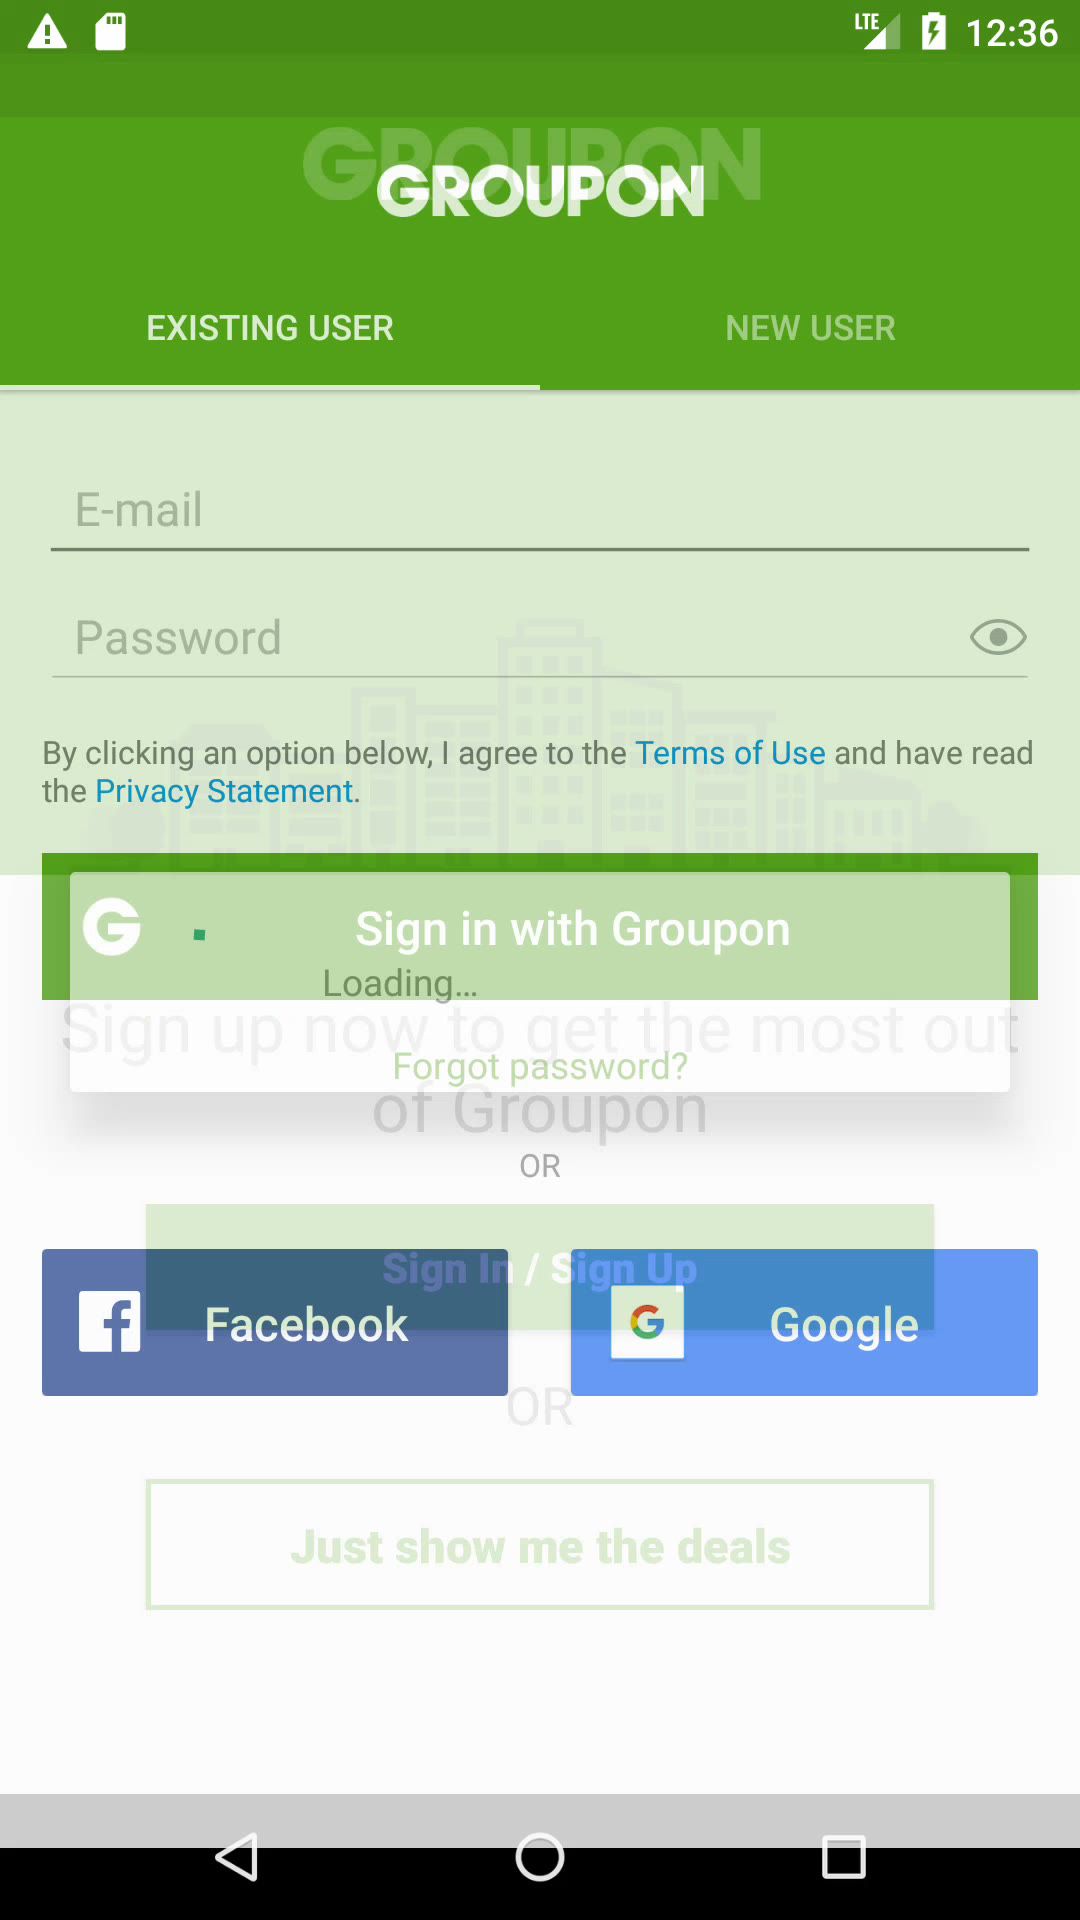 LTE 12:36
GROUPON
GROUPON
EXISTING USER NEW USER
E-mail
Password
By clicking an option below, I agree to the Terms of Use and have read
the Privacy Statement.
Sign in with Groupon
Loading...
Sign up now to get the most out
Forgot password?
of Groupon
OR
Sign In / Sign Up
Facebook Google
OR
Just show me the deals